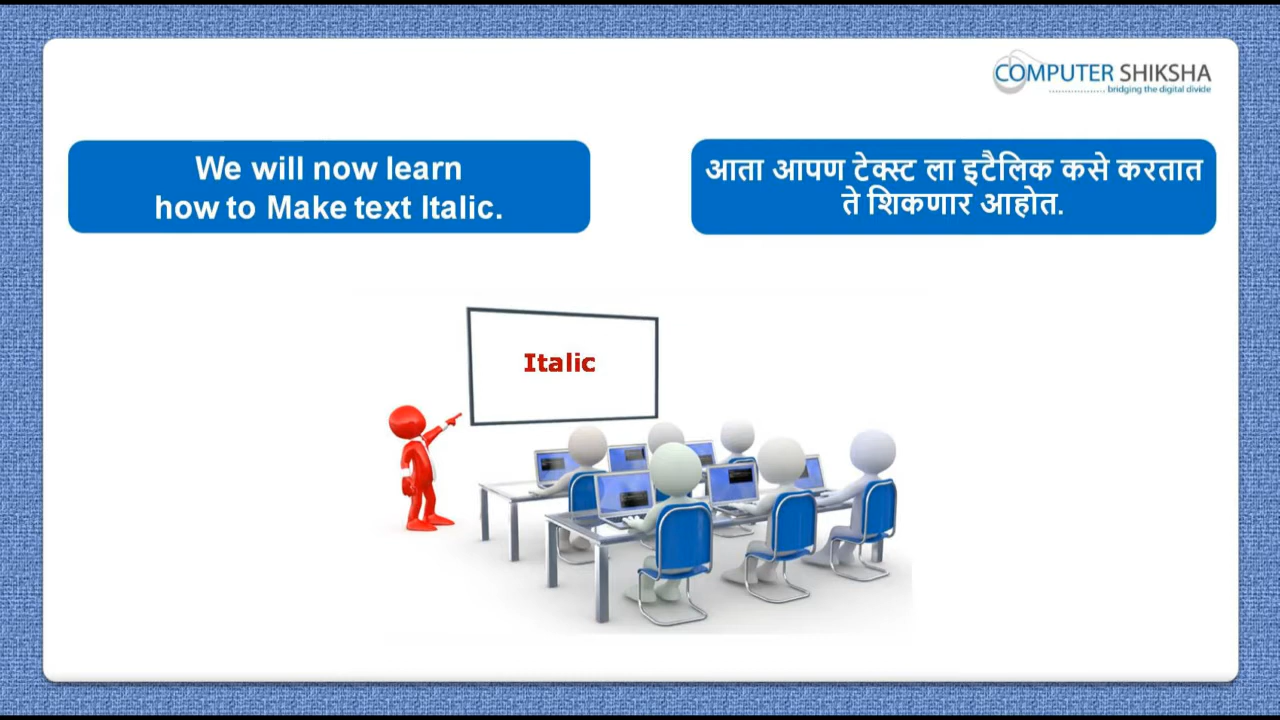 COMPUTER SHIKSHA
bridging the digital divide
We will now learn
how to Make text Italic.
आता आपण टेक्स्ट ला इटैलिक कसे करतात
ते शिकणार आहोत.
Italic